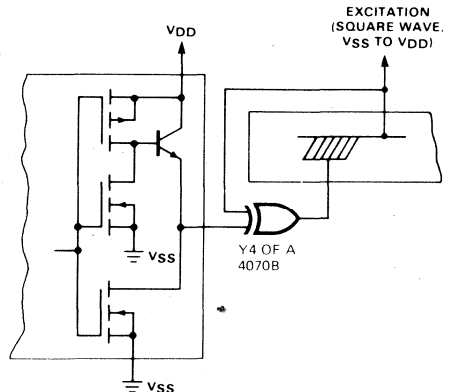 EXCITATION
(SQUARE WAVE,
VSS TO VDD)
VDD
VSS
Y4 OF A
4070B
VSS